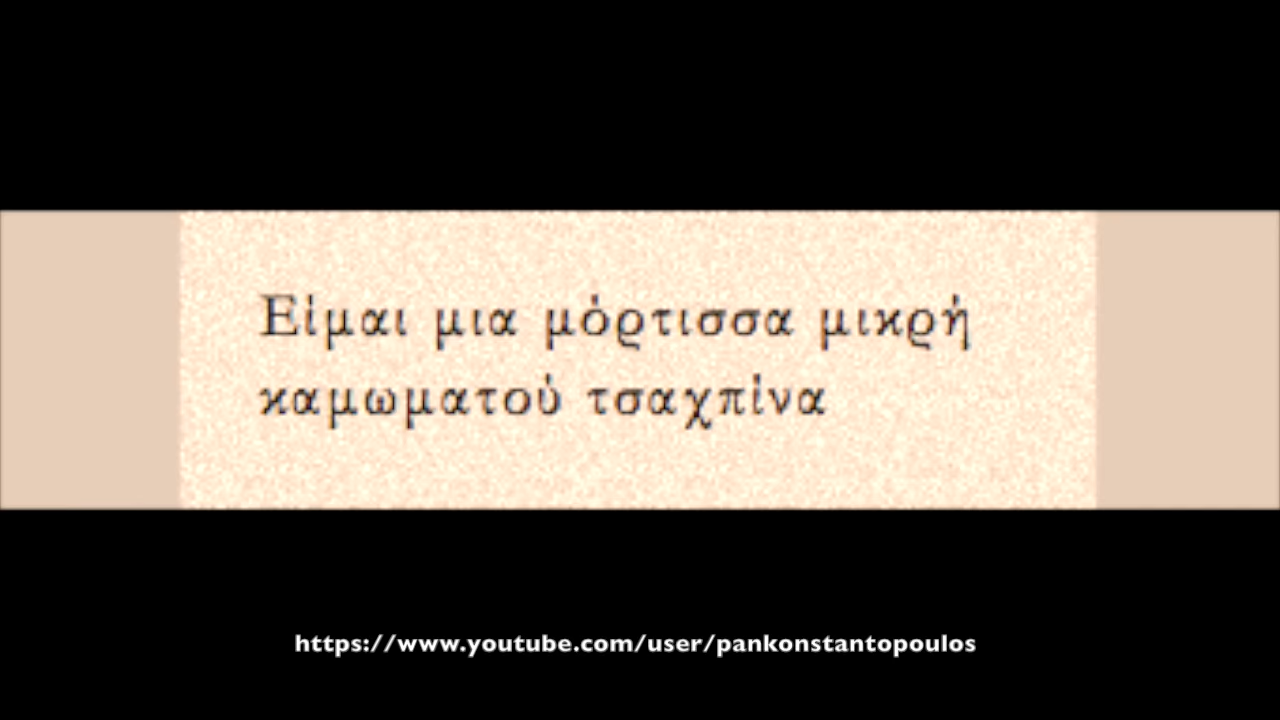 Είμαι μια μόρτισσα μικρή
καμωματού τσαχπίνα
https://www.youtube.com/user/pankonstantopoulos